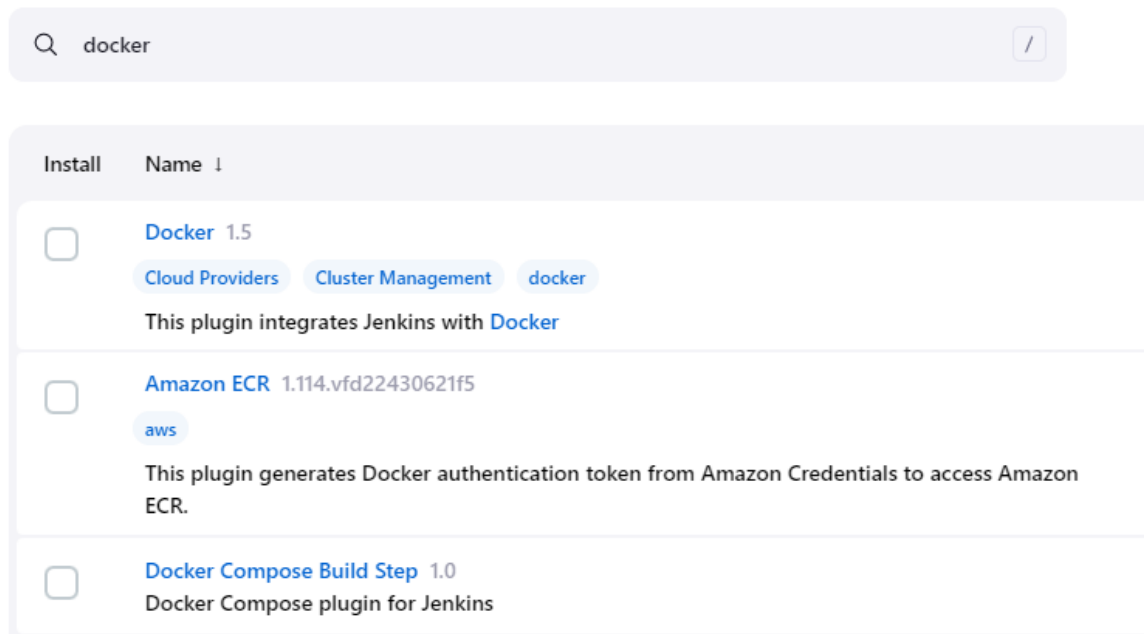 docker /
Install Name ↓
Docker 1.5
Cloud Providers Cluster Management docker
This plugin integrates Jenkins with Docker
Amazon ECR 1.114.vfd22430621f5
aws
This plugin generates Docker authentication token from Amazon Credentials to access Amazon
ECR.
Docker Compose Build Step 1.0
Docker Compose plugin for Jenkins